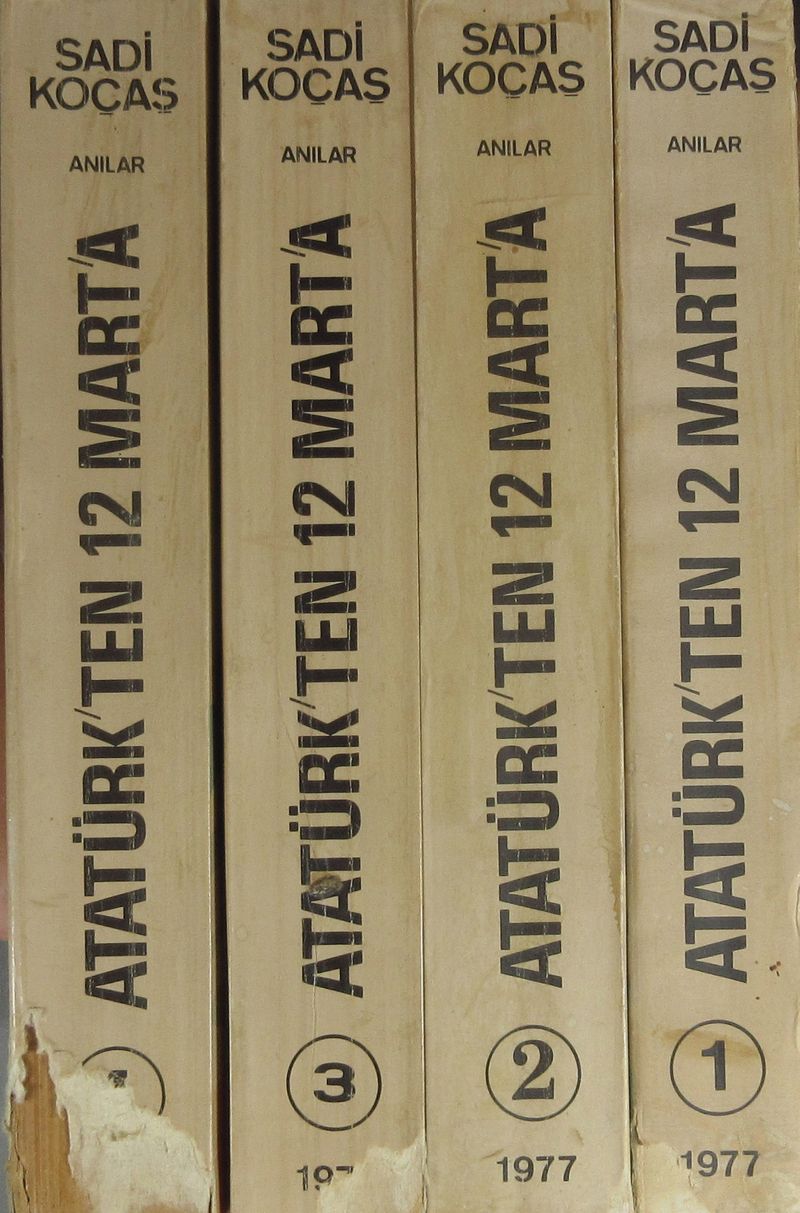 SADİ
KOÇAŞ
ANILAR
ATATÜRK'TEN 12 MART'A
SADİ
KOÇAŞ
ANILAR
ATATÜRK'TEN 12 MART'A
3
SADİ
KOÇAŞ
ANILAR
ATATÜRK'TEN 12 MART'A
2
1977
SADİ
KOÇAŞ
ANILAR
ATATÜRK'TEN 12 MART'A
1
1977